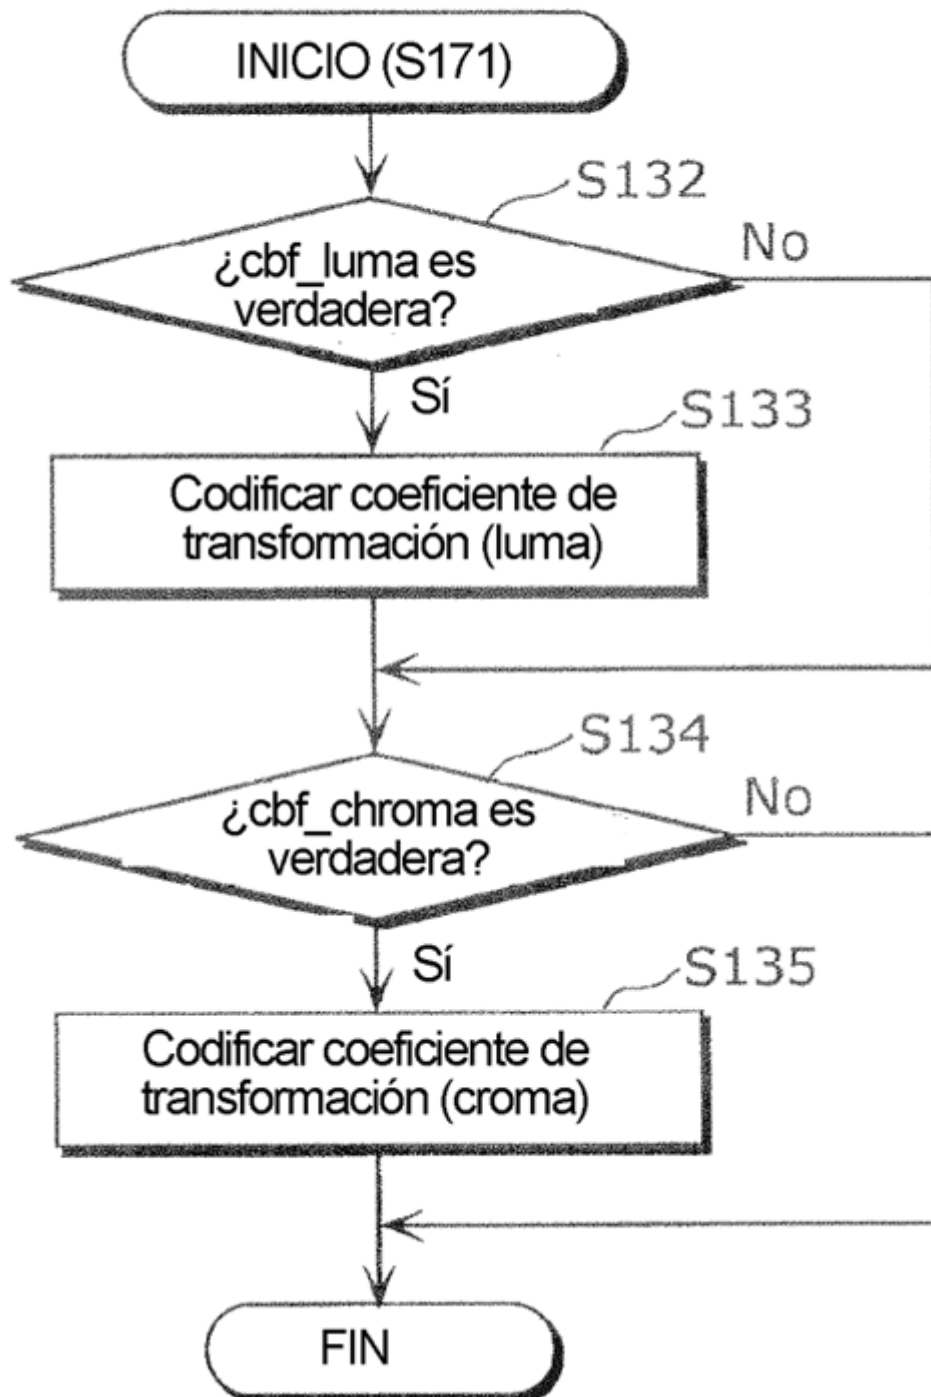 INICIO (S171)
S132
No
¿cbf_luma es
verdadera?
Sí
S133
Codificar coeficiente de
transformación (luma)
S134
No
¿cbf_chroma es
verdadera?
Sí
S135
Codificar coeficiente de
transformación (croma)
FIN